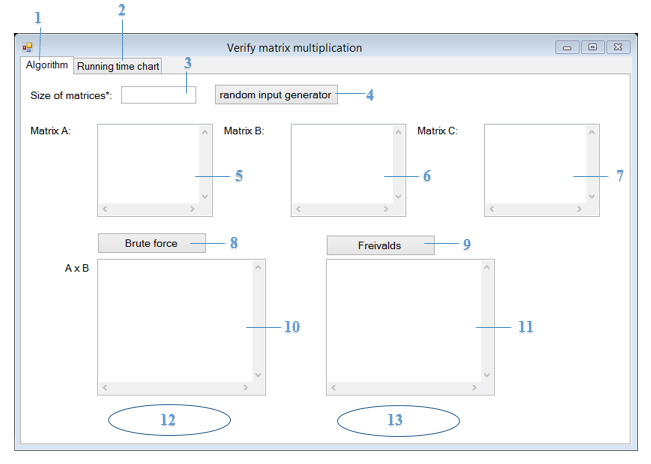 1
2
Verify matrix multiplication
Algorithm
Running time chart
3
Size of matrices*:
random input generator
4
Matrix A:
Matrix B:
Matrix C:
5
6
7
Brute force
8
Freivalds
9
A x B
10
11
12
13